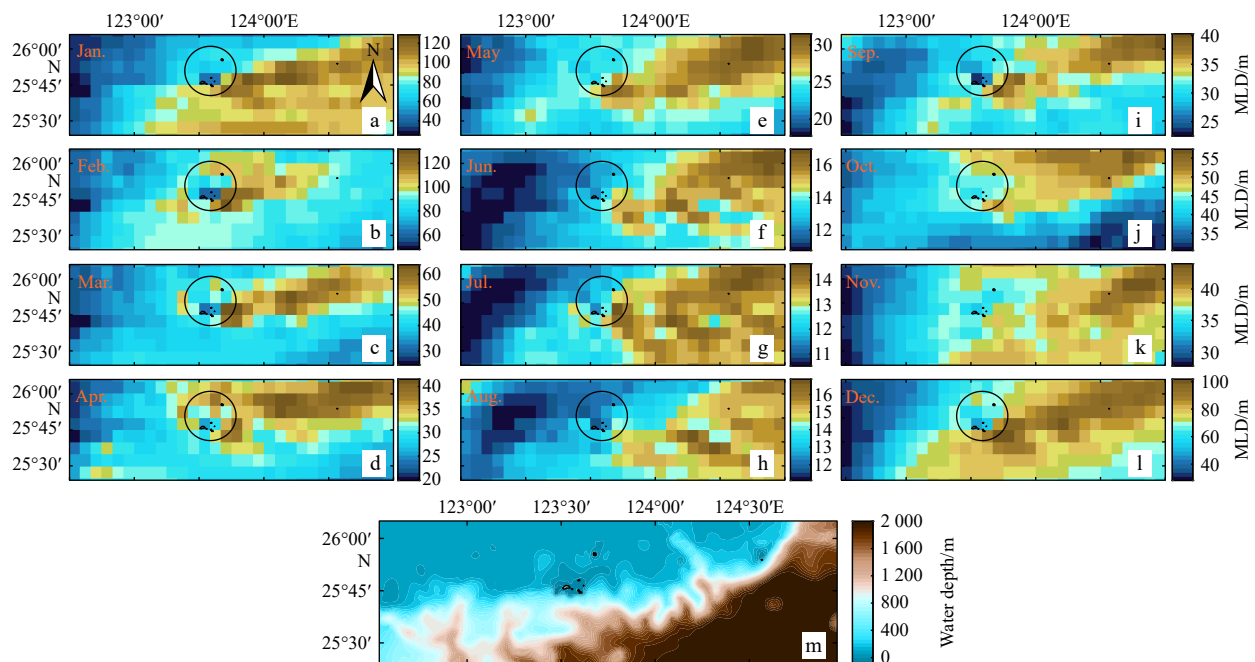 123°00′ 124°00′ 123°00′ 124°00′ 123°00′ 124°00′
26°00′
N
25°45′
25°30′
Jan.
N
a
120
100
80
60
40
May
e
30
25
20
Sep.
i
40
35
30
25
MLD/m
26°00′
N
25°45′
25°30′
Feb.
b
120
100
80
60
Jun.
f
16
14
12
Oct.
j
55
50
45
40
35
MLD/m
26°00′
N
25°45′
25°30′
Mar.
c
60
50
40
30
Jul.
g
14
13
12
11
Nov.
k
40
35
30
MLD/m
26°00′
N
25°45′
25°30′
Apr.
d
40
35
30
25
20
Aug.
h
16
15
14
13
12
Dec.
l
100
80
60
40
MLD/m
123°00′ 123°30′ 124°00′ 124°30′E
26°00′
N
25°45′
25°30′
m
2 000
1 600
1 200
800
400
0
Water depth/m